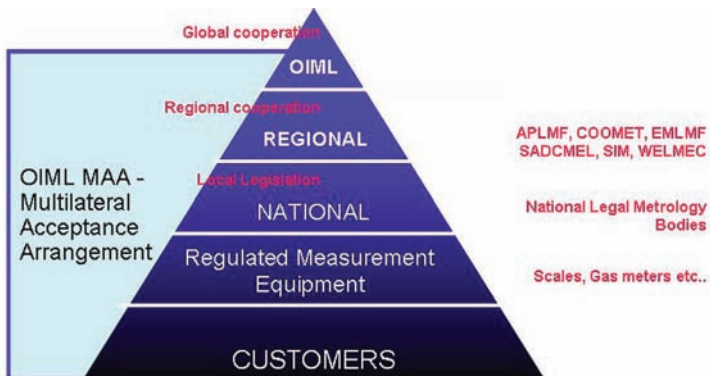 Global cooperation
OIML
Regional cooperation
REGIONAL
APLMF, COOMET, EMLMF
SADCMEL, SIM, WELMEC
Local Legislation
OIML MAA -
Multilateral
Acceptance
Arrangement
NATIONAL
National Legal Metrology
Bodies
Regulated Measurement
Equipment
Scales, Gas meters etc..
CUSTOMERS